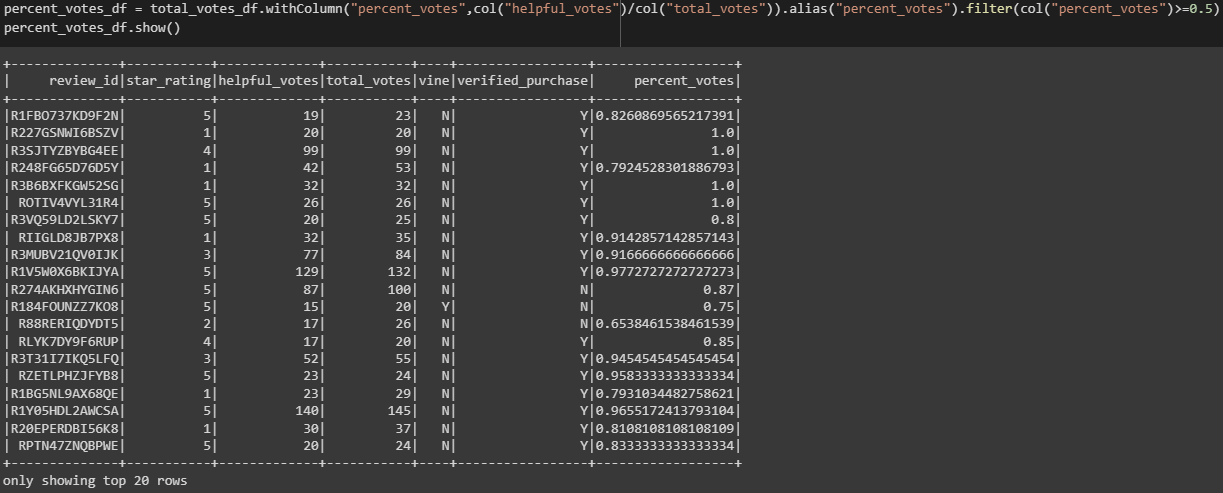 percent_votes_df = total_votes_df.withColumn("percent_votes",col("helpful_votes")/col("total_votes")).alias("percent_votes").filter(col("percent_votes")>=0.5)
percent_votes_df.show()
+--------------+-----------+-------------+-----------+----+-----------------+------------------+
|     review_id|star_rating|helpful_votes|total_votes|vine|verified_purchase|     percent_votes|
+--------------+-----------+-------------+-----------+----+-----------------+------------------+
|R1FBO737KD9F2N|          5|           19|         23|   N|                Y|0.8260869565217391|
|R227GSNWI6BSZV|          1|           20|         20|   N|                Y|               1.0|
|R3SJTYZBYBG4EE|          4|           99|         99|   N|                Y|               1.0|
|R248FG65D76D5Y|          1|           42|         53|   N|                Y|0.7924528301886793|
|R3B6BXFKGW52SG|          1|           32|         32|   N|                Y|               1.0|
| ROTIV4VYL31R4|          5|           26|         26|   N|                Y|               1.0|
|R3VQ59LD2LSKY7|          5|           20|         25|   N|                Y|               0.8|
| RIIGLD8JB7PX8|          1|           32|         35|   N|                Y|0.9142857142857143|
|R3MUBV21QV0IJK|          3|           77|         84|   N|                Y|0.9166666666666666|
|R1V5W0X6BKIJYA|          5|          129|        132|   N|                Y|0.9772727272727273|
|R274AKHXHYGIN6|          5|           87|        100|   N|                N|              0.87|
|R184FOUNZZ7KO8|          5|           15|         20|   Y|                N|              0.75|
| R88RERIQDYDT5|          2|           17|         26|   N|                N|0.6538461538461539|
| RLYK7DY9F6RUP|          4|           17|         20|   N|                Y|              0.85|
|R3T31I7IKQ5LFQ|          3|           52|         55|   N|                Y|0.9454545454545454|
| RZETLPHZJFYB8|          5|           23|         24|   N|                Y|0.9583333333333334|
|R1BG5NL9AX68QE|          1|           23|         29|   N|                Y|0.7931034482758621|
|R1Y05HDL2AWCSA|          5|          140|        145|   N|                Y|0.9655172413793104|
|R20EPERDBI56K8|          1|           30|         37|   N|                Y|0.8108108108108109|
| RPTN47ZNQBPWE|          5|           20|         24|   N|                Y|0.8333333333333334|
+--------------+-----------+-------------+-----------+----+-----------------+------------------+
only showing top 20 rows